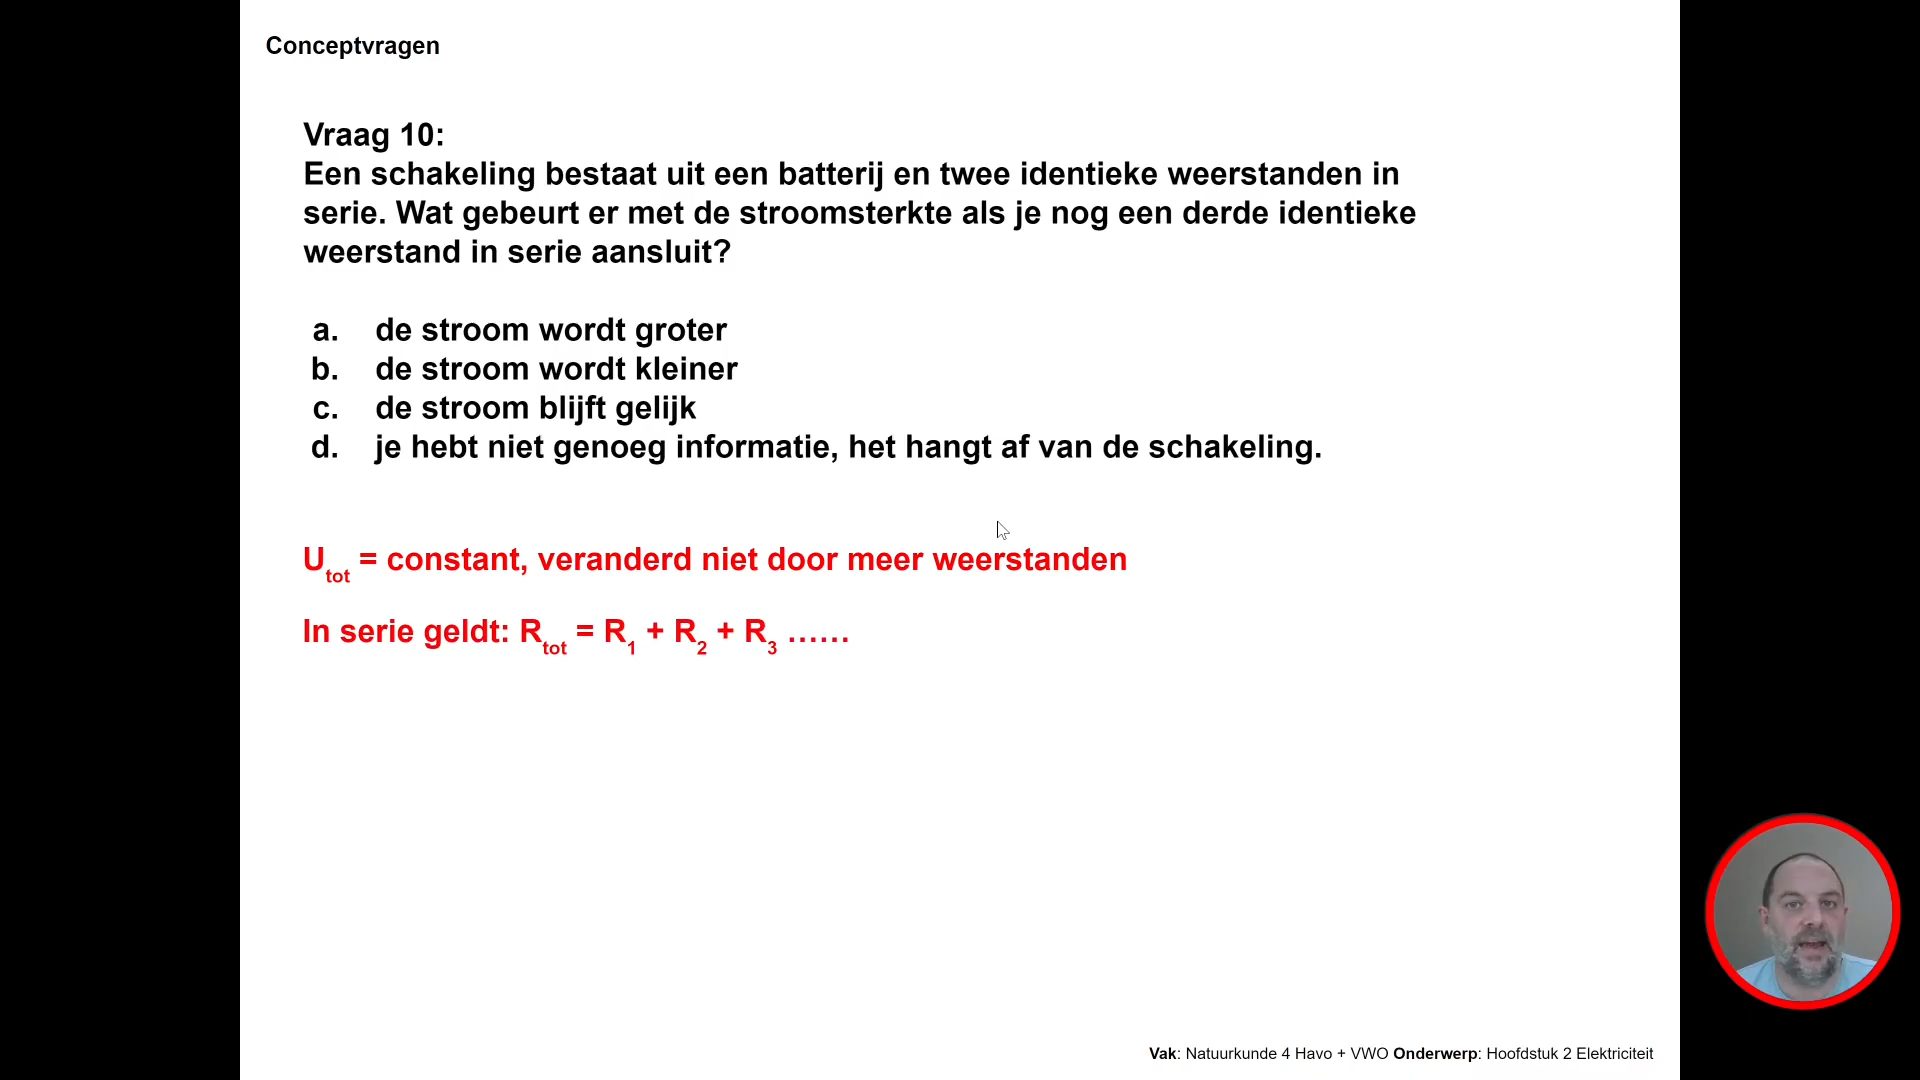 Conceptvragen
Vraag 10:
Een schakeling bestaat uit een batterij en twee identieke weerstanden in
serie. Wat gebeurt er met de stroomsterkte als je nog een derde identieke
weerstand in serie aansluit?
a. de stroom wordt groter
b. de stroom wordt kleiner
c. de stroom blijft gelijk
d. je hebt niet genoeg informatie, het hangt af van de schakeling.
Utot = constant, veranderd niet door meer weerstanden
In serie geldt: Rtot = R1 + R2 + R3 ......
Vak: Natuurkunde 4 Havo + VWO Onderwerp: Hoofdstuk 2 Elektriciteit